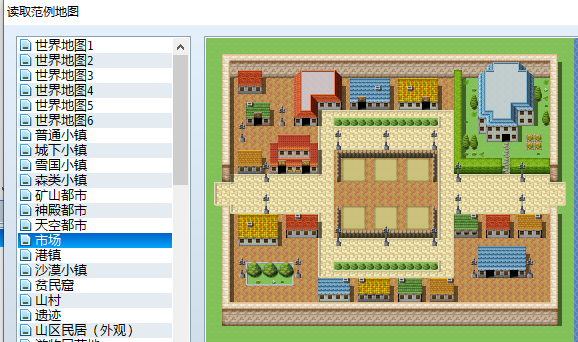 读取范例地图
世界地图1
世界地图2
世界地图3
世界地图4
世界地图5
世界地图6
普通小镇
城下小镇
雪国小镇
森类小镇
矿山都市
神殿都市
天空都市
市场
港镇
沙漠小镇
贫民窟
山村
遗迹
山区民居（外观）